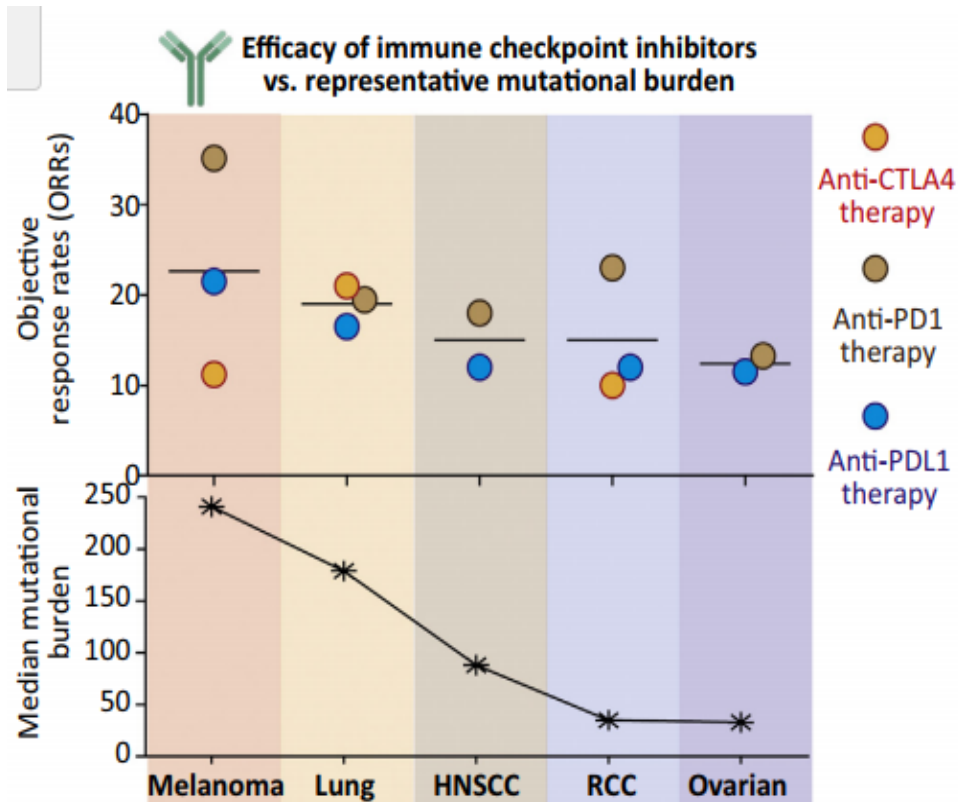 Efficacy of immune checkpoint inhibitors
vs. representative mutational burden
Objective
response rates (ORRs)
40
30
20
10
0
Anti-CTLA4
therapy
Anti-PD1
therapy
Anti-PDL1
therapy
Median mutational
burden
250
200
150
100
50
0
Melanoma
Lung
HNSCC
RCC
Ovarian